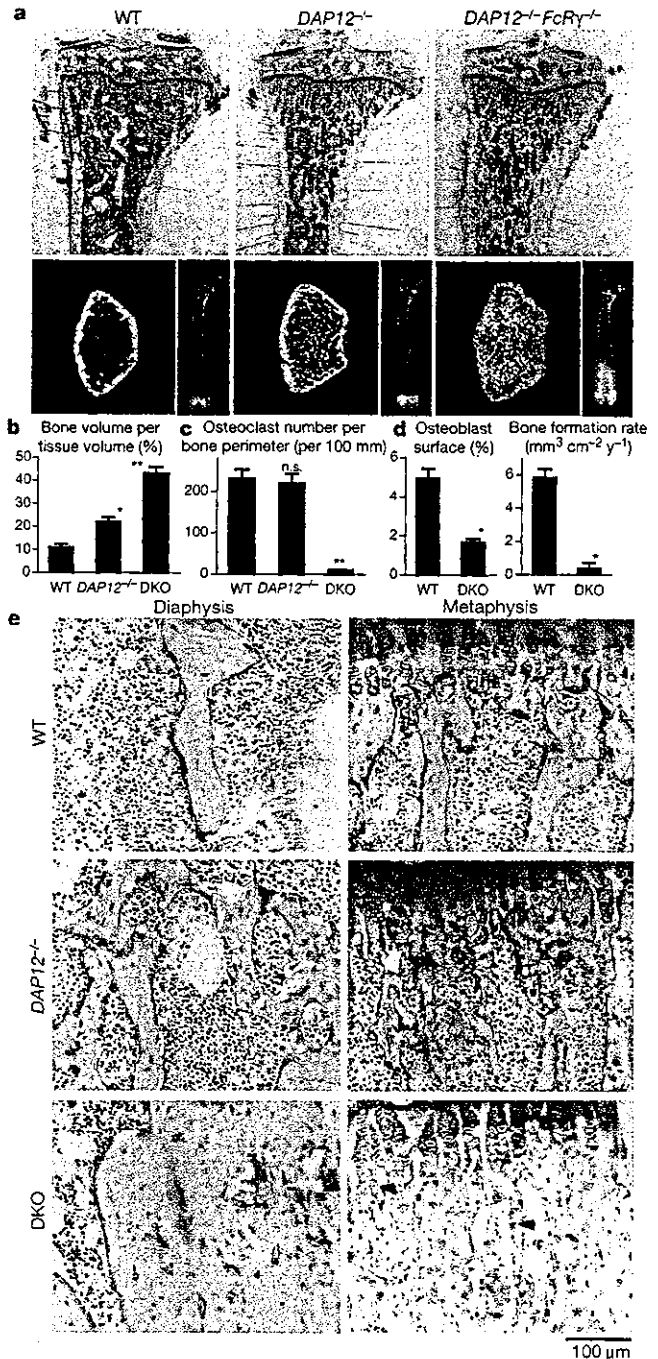 a
WT DAP12⁻/⁻ DAP12⁻/⁻FcRγ⁻/⁻
b Bone volume per tissue volume (%)
50
40
30
20
10
0
*
**
WT DAP12⁻/⁻ DKO
c Osteoclast number per bone perimeter (per 100 mm)
200
100
0
n.s.
**
WT DAP12⁻/⁻ DKO
d Osteoblast surface (%)
6
4
2
0
*
WT DKO
Bone formation rate (mm³ cm⁻² y⁻¹)
6
4
2
0
*
WT DKO
e
Diaphysis Metaphysis
WT
DAP12⁻/⁻
DKO
100 μm